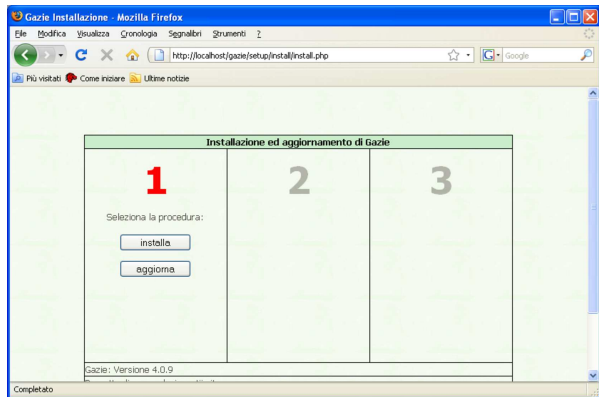 Gazie Installazione - Mozilla Firefox
File Modifica Visualizza Cronologia Segnalibri Strumenti ?
http://localhost/gazie/setup/install/install.php
Google
Più visitati Come iniziare Ultime notizie
Installazione ed aggiornamento di Gazie
1 2 3
Seleziona la procedura:
installa
aggiorna
Gazie: Versione 4.0.9
Completato